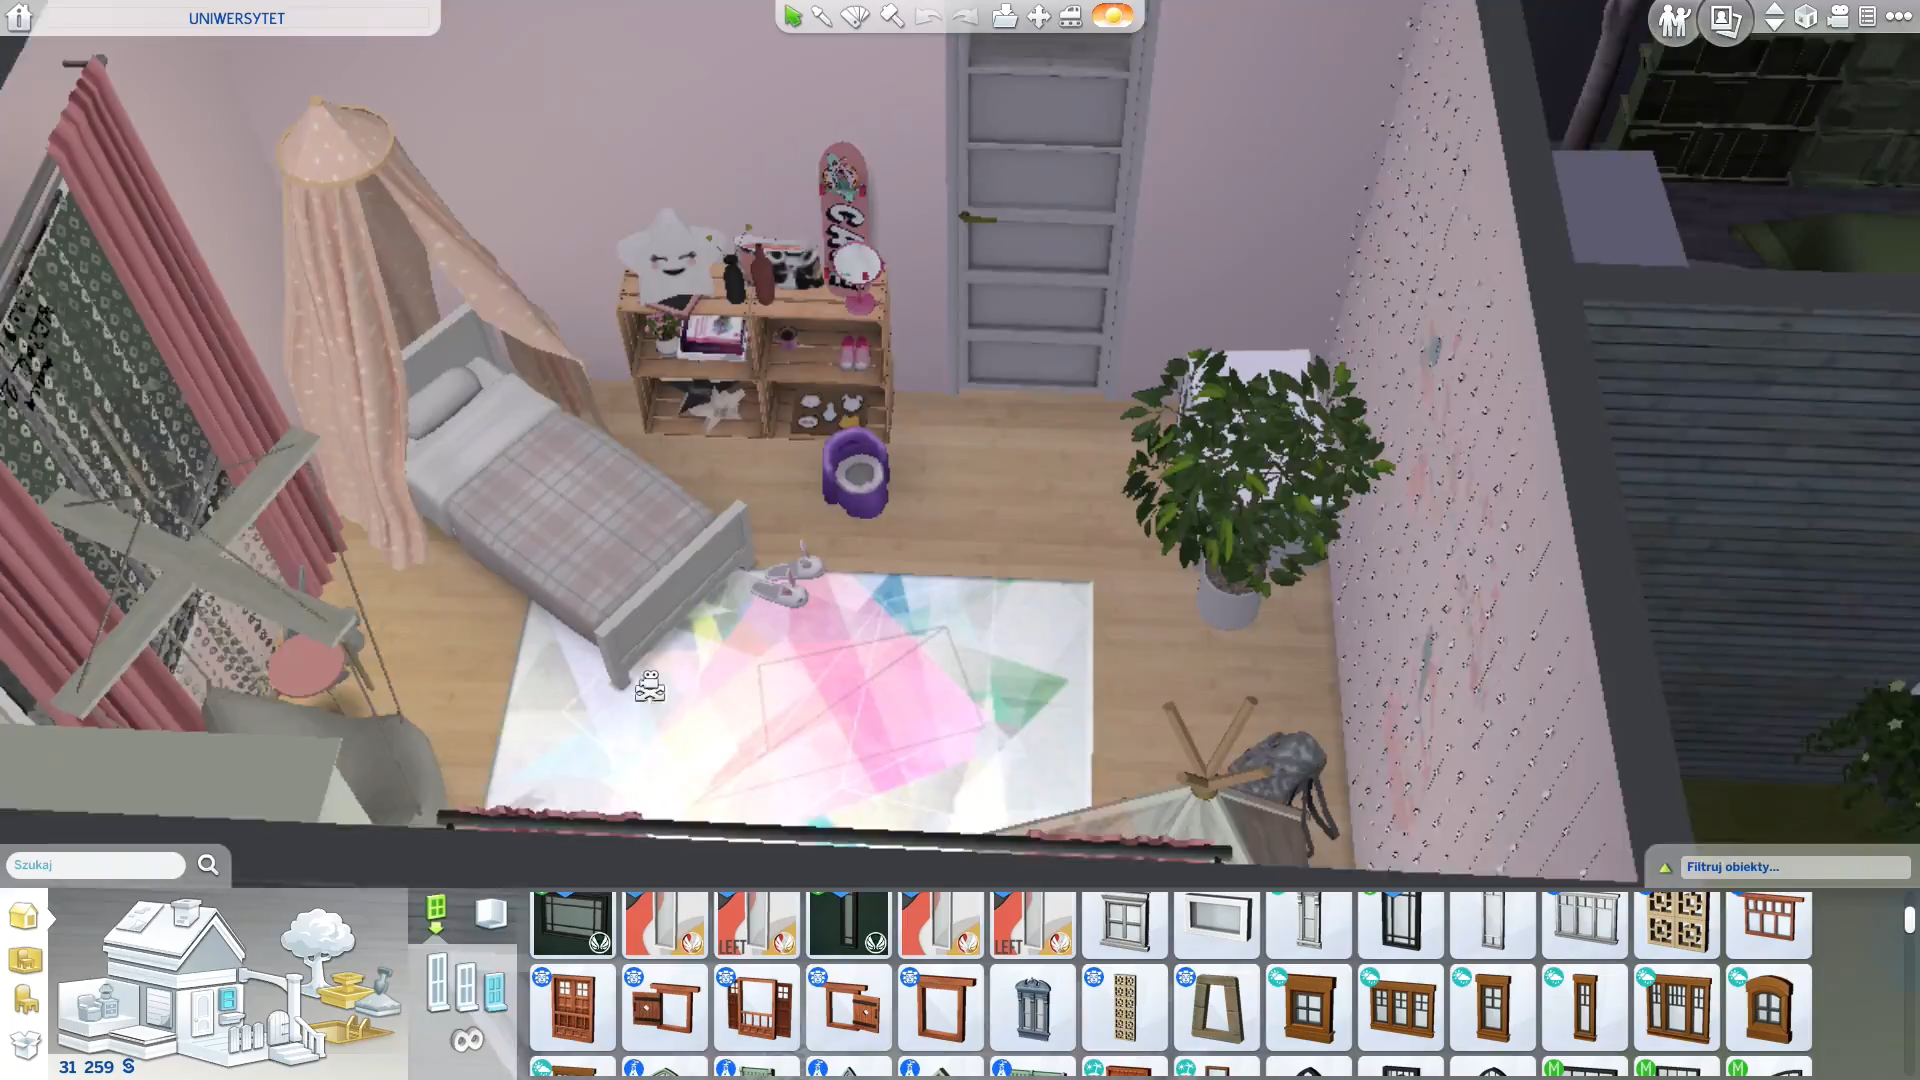 UNIWERSYTET
Szukaj
Filtruj obiekty...
LEFT
LEFT
31 259 §